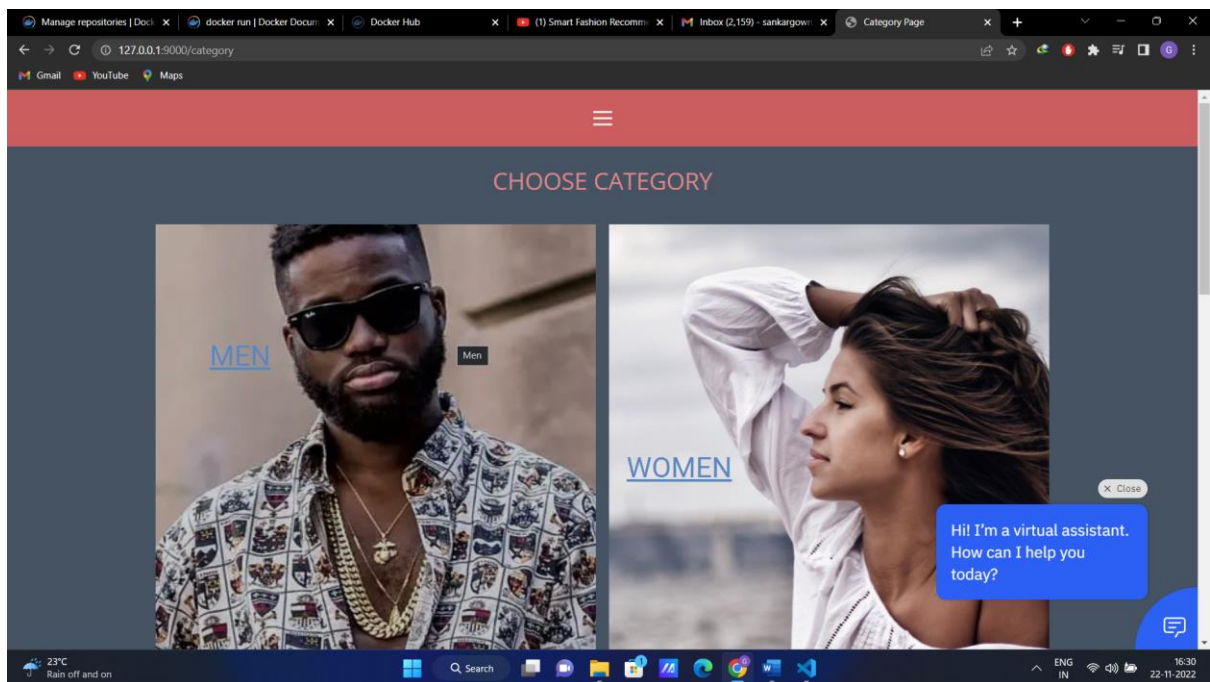 Manage repositories | Dock
docker run | Docker Docum
Docker Hub
(1) Smart Fashion Recomm
Inbox (2,159) - sankargown
Category Page
127.0.0.1:9000/category
Gmail
YouTube
Maps
G
CHOOSE CATEGORY
MEN
Men
WOMEN
× Close
Hi! I'm a virtual assistant.
How can I help you
today?
23°C
Rain off and on
Search
ENG
IN
16:30
22-11-2022